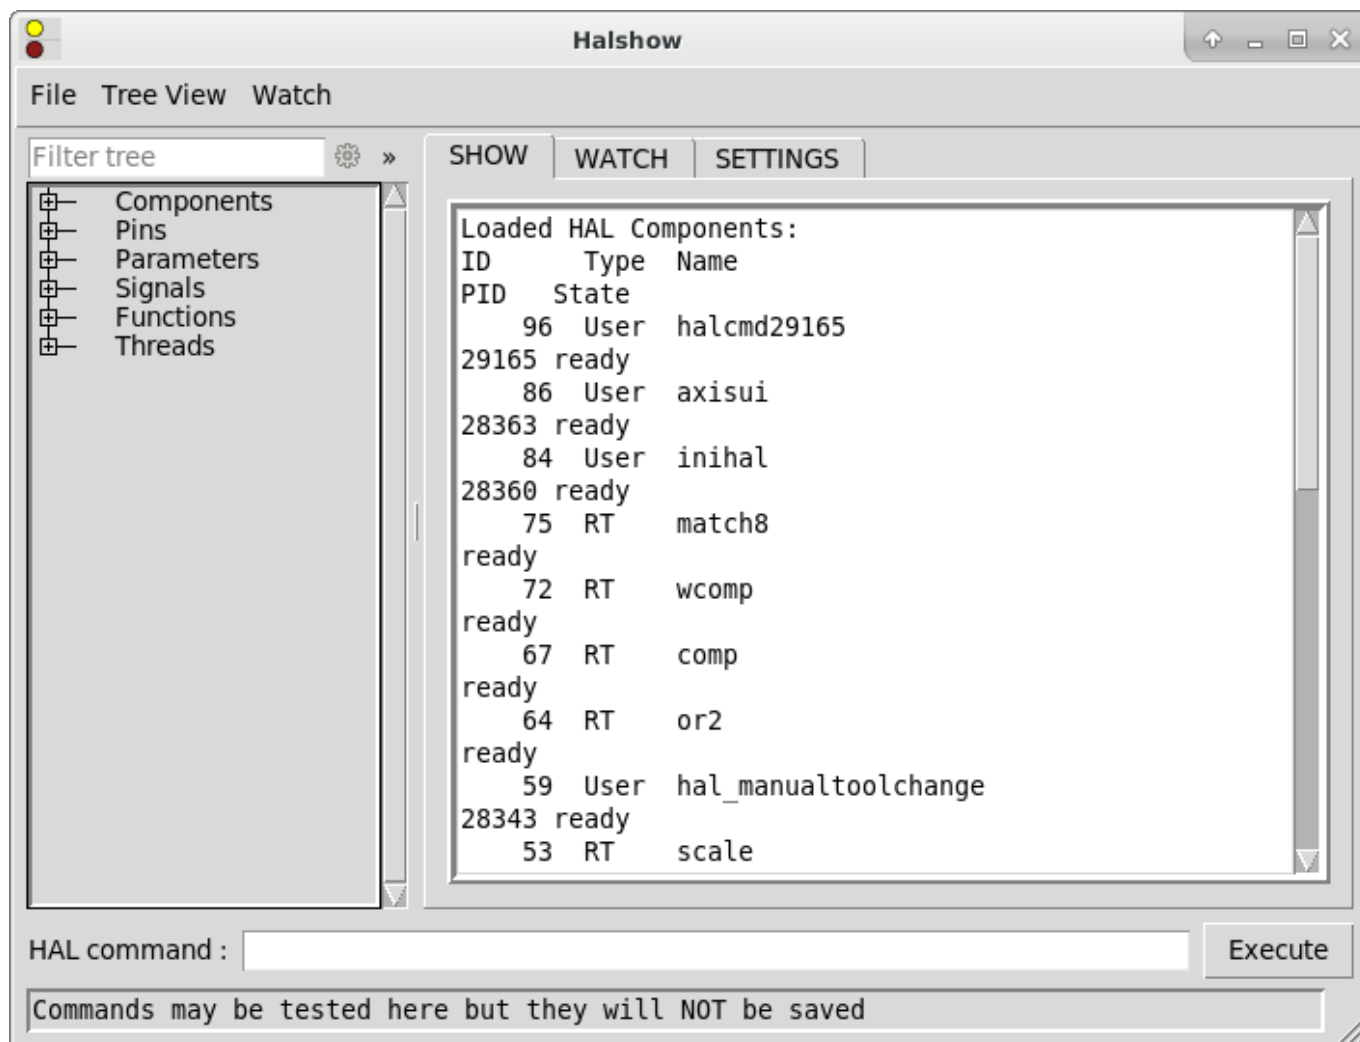 Halshow
File Tree View Watch
Filter tree »
Components
Pins
Parameters
Signals
Functions
Threads
SHOW WATCH SETTINGS
Loaded HAL Components:
ID Type Name
PID State
96 User halcmd29165
29165 ready
86 User axisui
28363 ready
84 User inihal
28360 ready
75 RT match8
ready
72 RT wcomp
ready
67 RT comp
ready
64 RT or2
ready
59 User hal_manualtoolchange
28343 ready
53 RT scale
HAL command : Execute
Commands may be tested here but they will NOT be saved